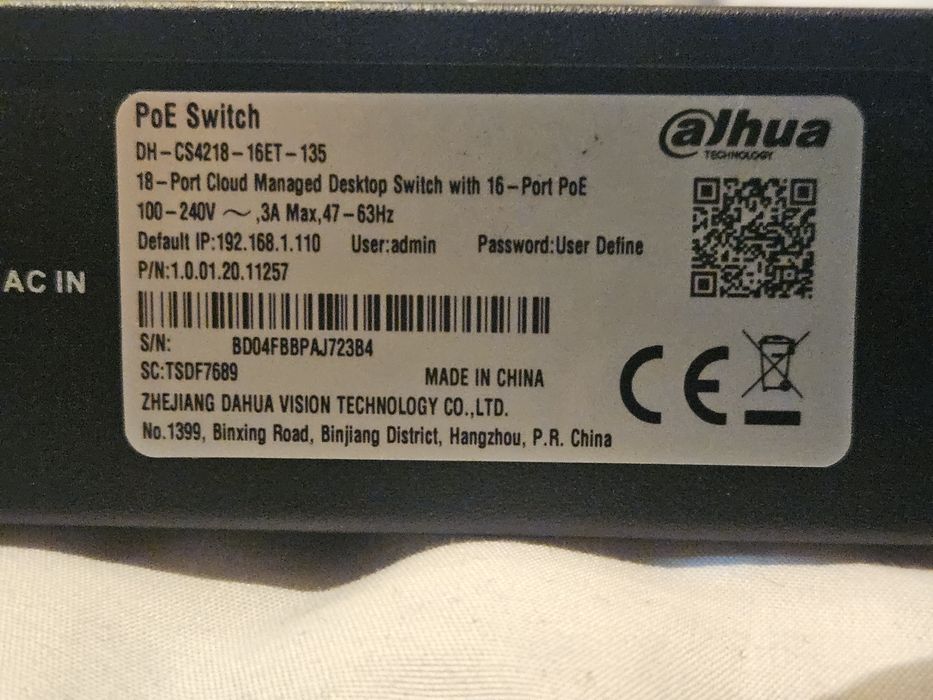 PoE Switch
alhua
TECHNOLOGY
DH-CS4218-16ET-135
18-Port Cloud Managed Desktop Switch with 16-Port PoE
100-240V ~,3A Max,47-63Hz
Default IP:192.168.1.110 User:admin Password:User Define
P/N:1.0.01.20.11257
AC IN
S/N: BD04FBBPAJ723B4
SC:TSDF7689
MADE IN CHINA
CE
ZHEJIANG DAHUA VISION TECHNOLOGY CO.,LTD.
No.1399, Binxing Road, Binjiang District, Hangzhou, P.R. China